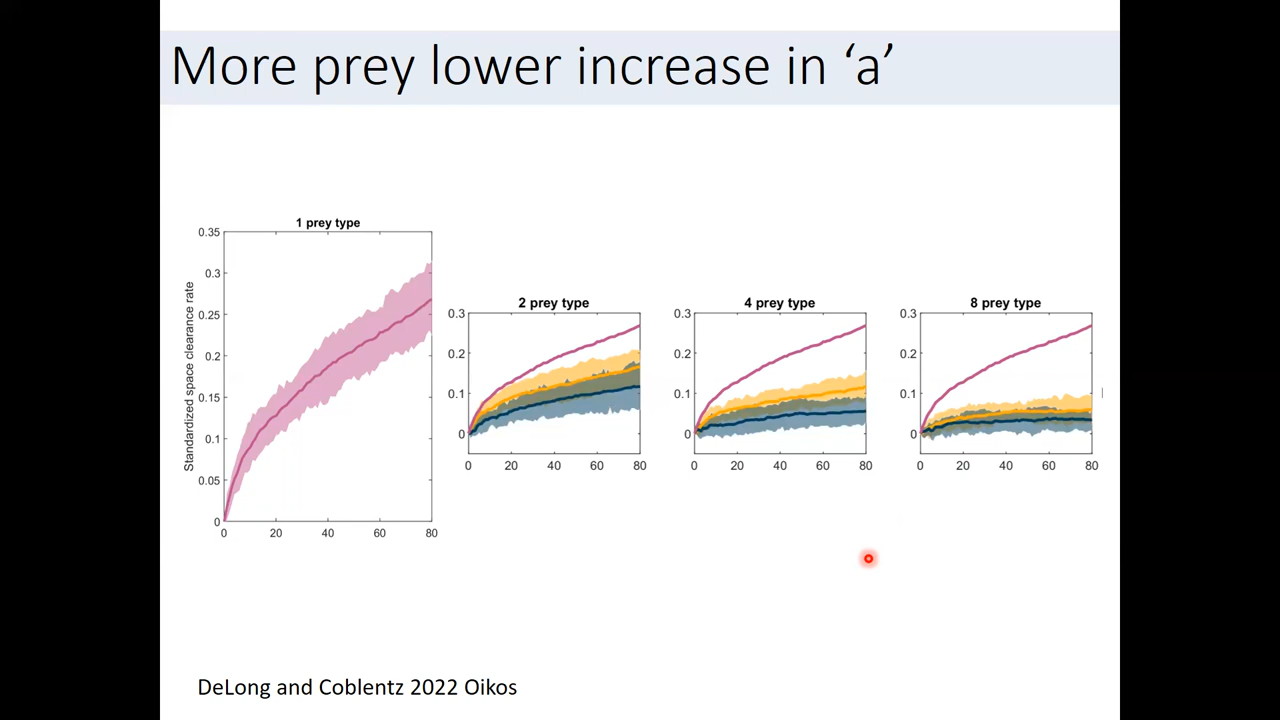 More prey lower increase in ‘a’
1 prey type
Standardized space clearance rate
0.35
0.3
0.25
0.2
0.15
0.1
0.05
0
0 20 40 60 80
2 prey type
0.3
0.2
0.1
0
0 20 40 60 80
4 prey type
0.3
0.2
0.1
0
0 20 40 60 80
8 prey type
0.3
0.2
0.1
0
0 20 40 60 80
DeLong and Coblentz 2022 Oikos